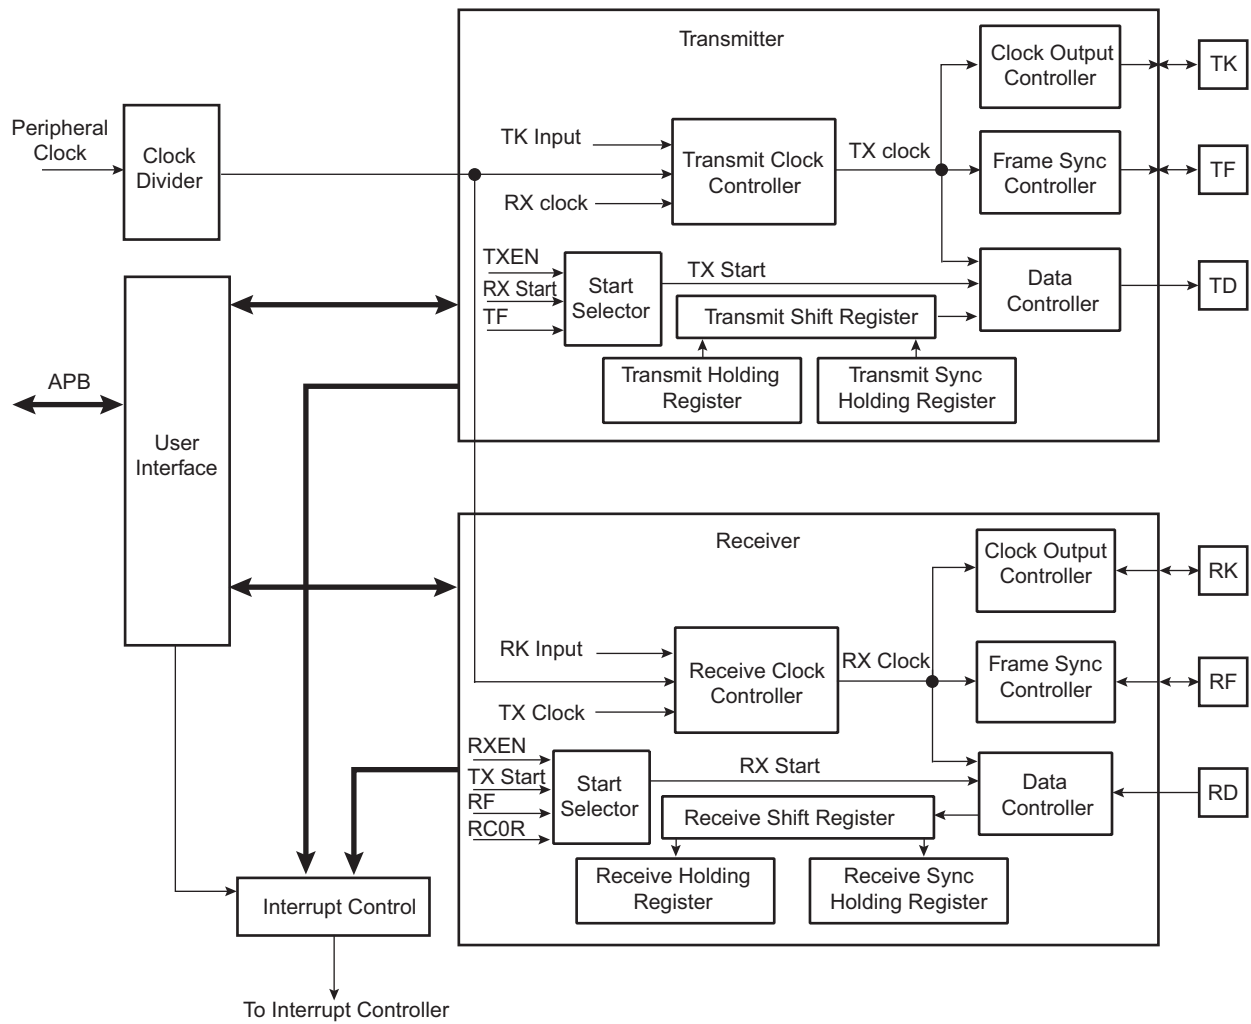 Transmitter
Clock Output
Controller
TK
Peripheral
Clock
Clock
Divider
TK Input
Transmit Clock
Controller
TX clock
Frame Sync
Controller
TF
RX clock
TXEN
RX Start
TF
Start
Selector
TX Start
Data
Controller
TD
Transmit Shift Register
Transmit Holding
Register
Transmit Sync
Holding Register
APB
User
Interface
Receiver
Clock Output
Controller
RK
RK Input
Receive Clock
Controller
RX Clock
Frame Sync
Controller
RF
TX Clock
RXEN
TX Start
RF
RC0R
Start
Selector
RX Start
Data
Controller
RD
Receive Shift Register
Receive Holding
Register
Receive Sync
Holding Register
Interrupt Control
To Interrupt Controller